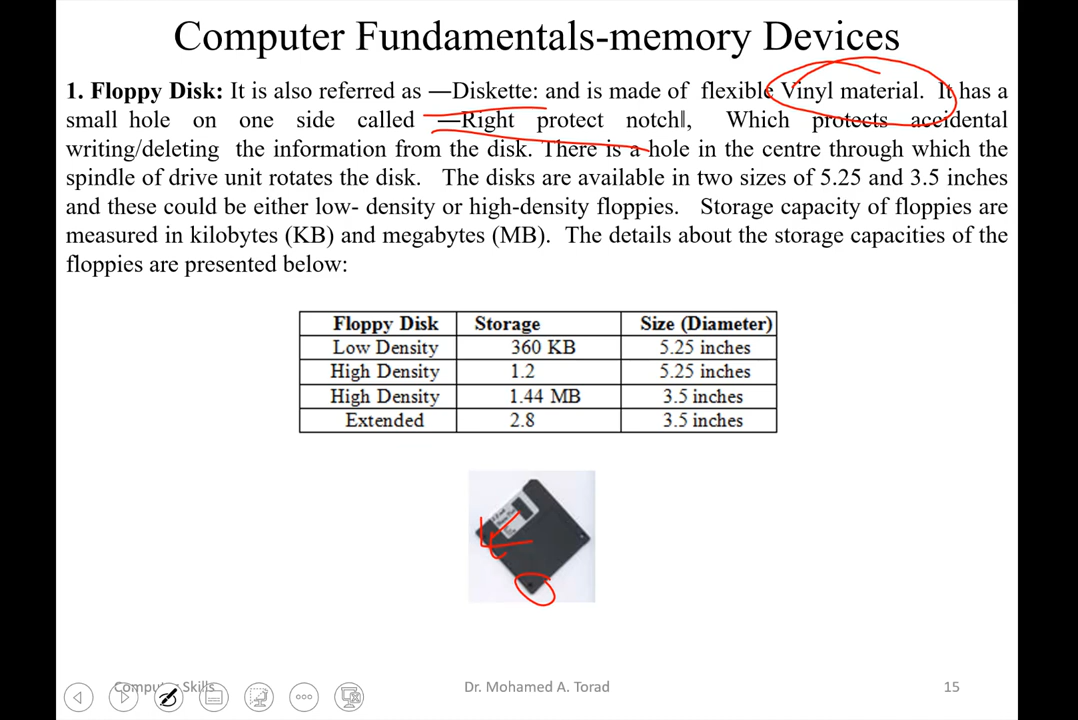 Computer Fundamentals-memory Devices
1. Floppy Disk: It is also referred as ―Diskette: and is made of flexible Vinyl material. It has a
small hole on one side called ―Right protect notch‖, Which protects accidental
writing/deleting the information from the disk. There is a hole in the centre through which the
spindle of drive unit rotates the disk. The disks are available in two sizes of 5.25 and 3.5 inches
and these could be either low- density or high-density floppies. Storage capacity of floppies are
measured in kilobytes (KB) and megabytes (MB). The details about the storage capacities of the
floppies are presented below:
Floppy Disk Storage Size (Diameter)
Low Density 360 KB 5.25 inches
High Density 1.2 5.25 inches
High Density 1.44 MB 3.5 inches
Extended 2.8 3.5 inches
Computer Skills Dr. Mohamed A. Torad 15